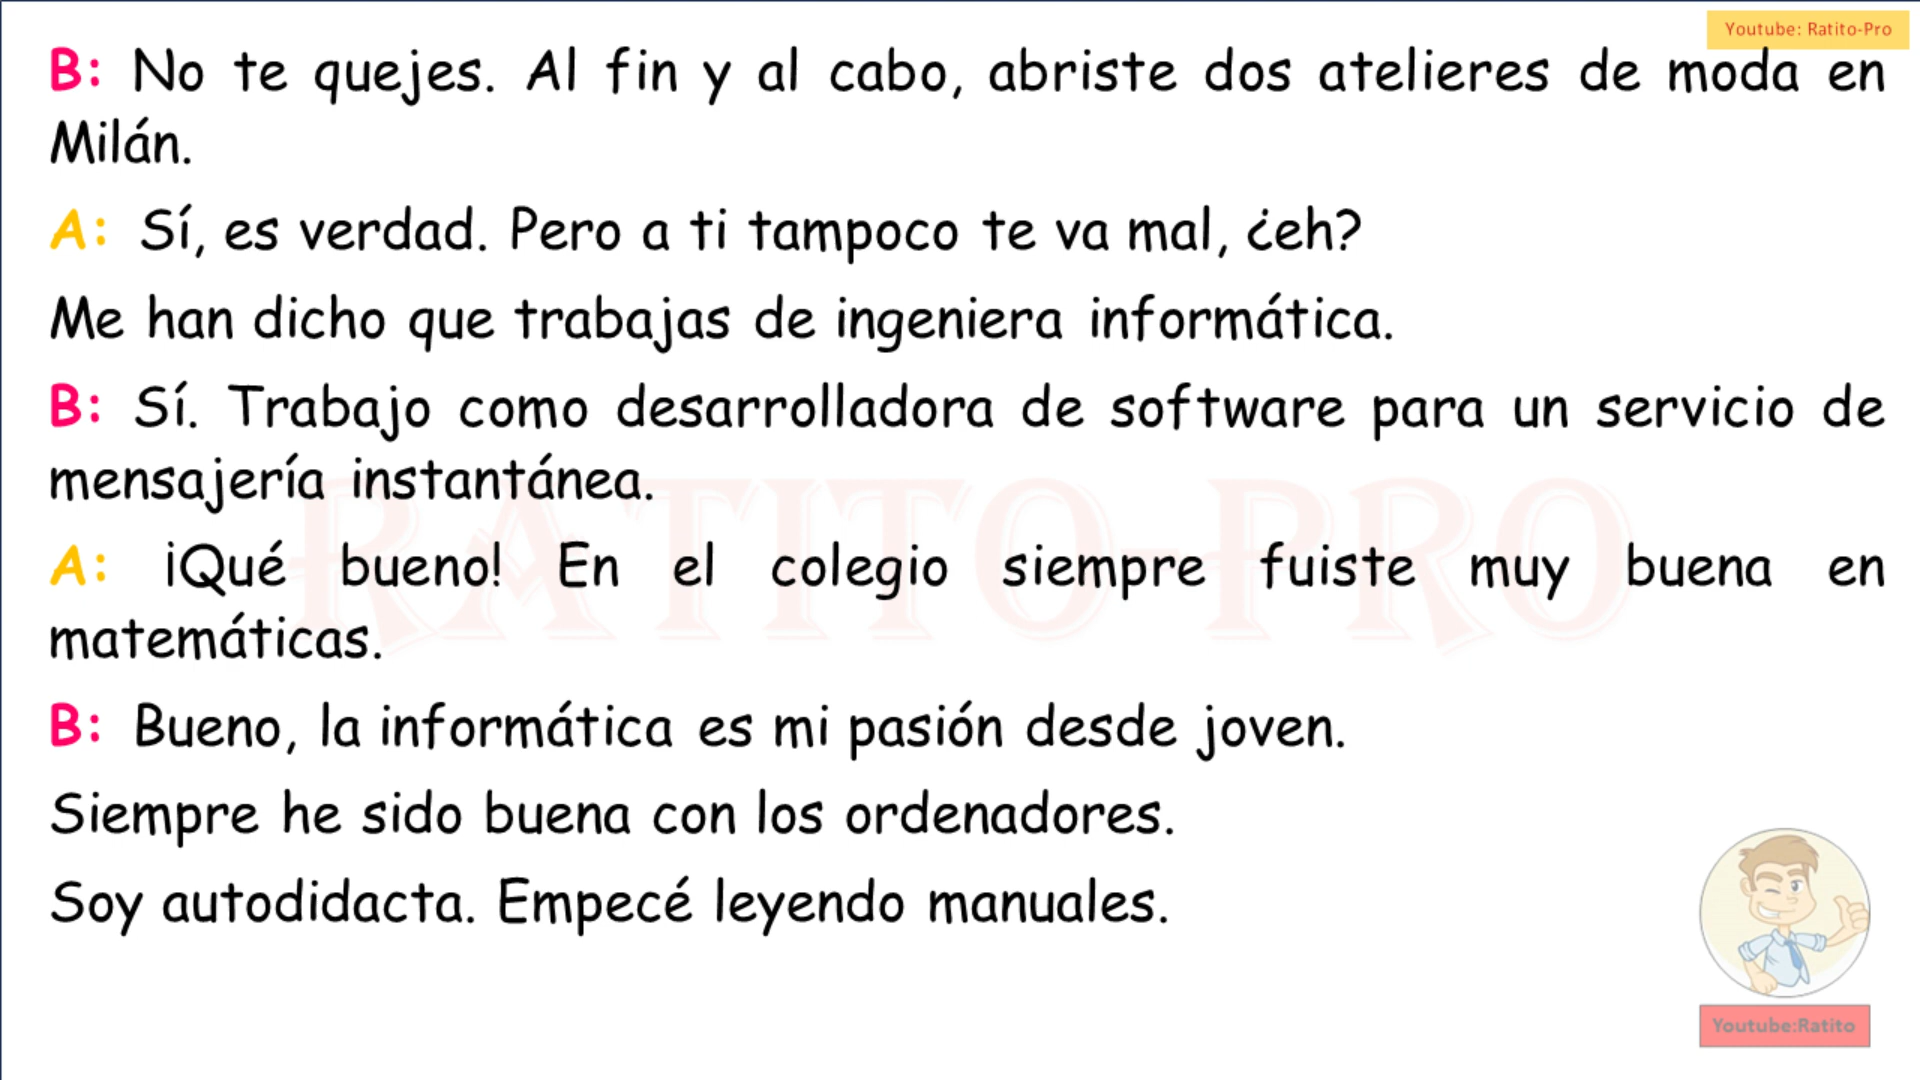 Youtube: Ratito-Pro
B: No te quejes. Al fin y al cabo, abriste dos atelieres de moda en
Milán.
A: Sí, es verdad. Pero a ti tampoco te va mal, ¿eh?
Me han dicho que trabajas de ingeniera informática.
B: Sí. Trabajo como desarrolladora de software para un servicio de
mensajería instantánea.
RATITO-PRO
A: ¡Qué bueno! En el colegio siempre fuiste muy buena en
matemáticas.
B: Bueno, la informática es mi pasión desde joven.
Siempre he sido buena con los ordenadores.
Soy autodidacta. Empecé leyendo manuales.
Youtube:Ratito